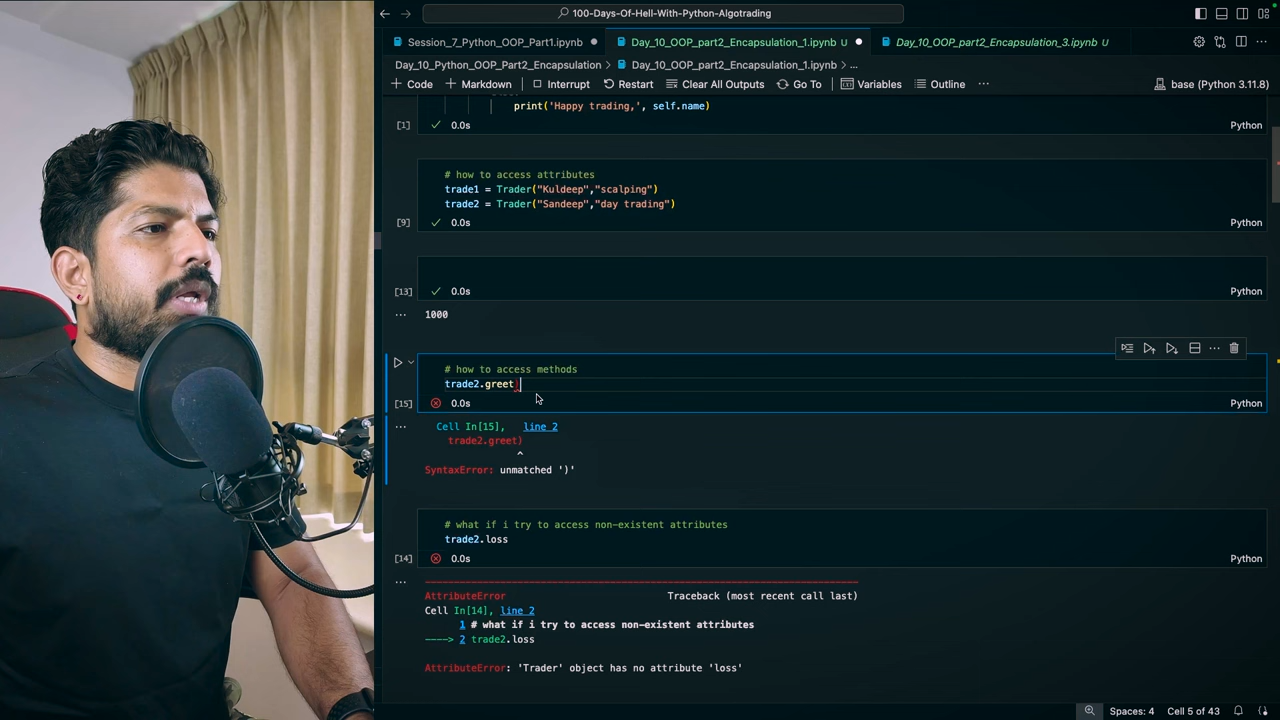 100-Days-Of-Hell-With-Python-Algotrading
Session_7_Python_OOP_Part1.ipynb
Day_10_OOP_part2_Encapsulation_1.ipynb U
Day_10_OOP_part2_Encapsulation_3.ipynb U
Day_10_Python_OOP_Part2_Encapsulation > Day_10_OOP_part2_Encapsulation_1.ipynb > ...
+ Code + Markdown Interrupt Restart Clear All Outputs Go To Variables Outline ... base (Python 3.11.8)
print('Happy trading,', self.name)
[1] 0.0s Python
# how to access attributes
trade1 = Trader("Kuldeep","scalping")
trade2 = Trader("Sandeep","day trading")
[9] 0.0s Python
[13] 0.0s Python
... 1000
# how to access methods
trade2.greet)
[15] 0.0s Python
... Cell In[15], line 2
trade2.greet)
^
SyntaxError: unmatched ')'
# what if i try to access non-existent attributes
trade2.loss
[14] 0.0s Python
...
AttributeError Traceback (most recent call last)
Cell In[14], line 2
1 # what if i try to access non-existent attributes
----> 2 trade2.loss
AttributeError: 'Trader' object has no attribute 'loss'
Spaces: 4 Cell 5 of 43